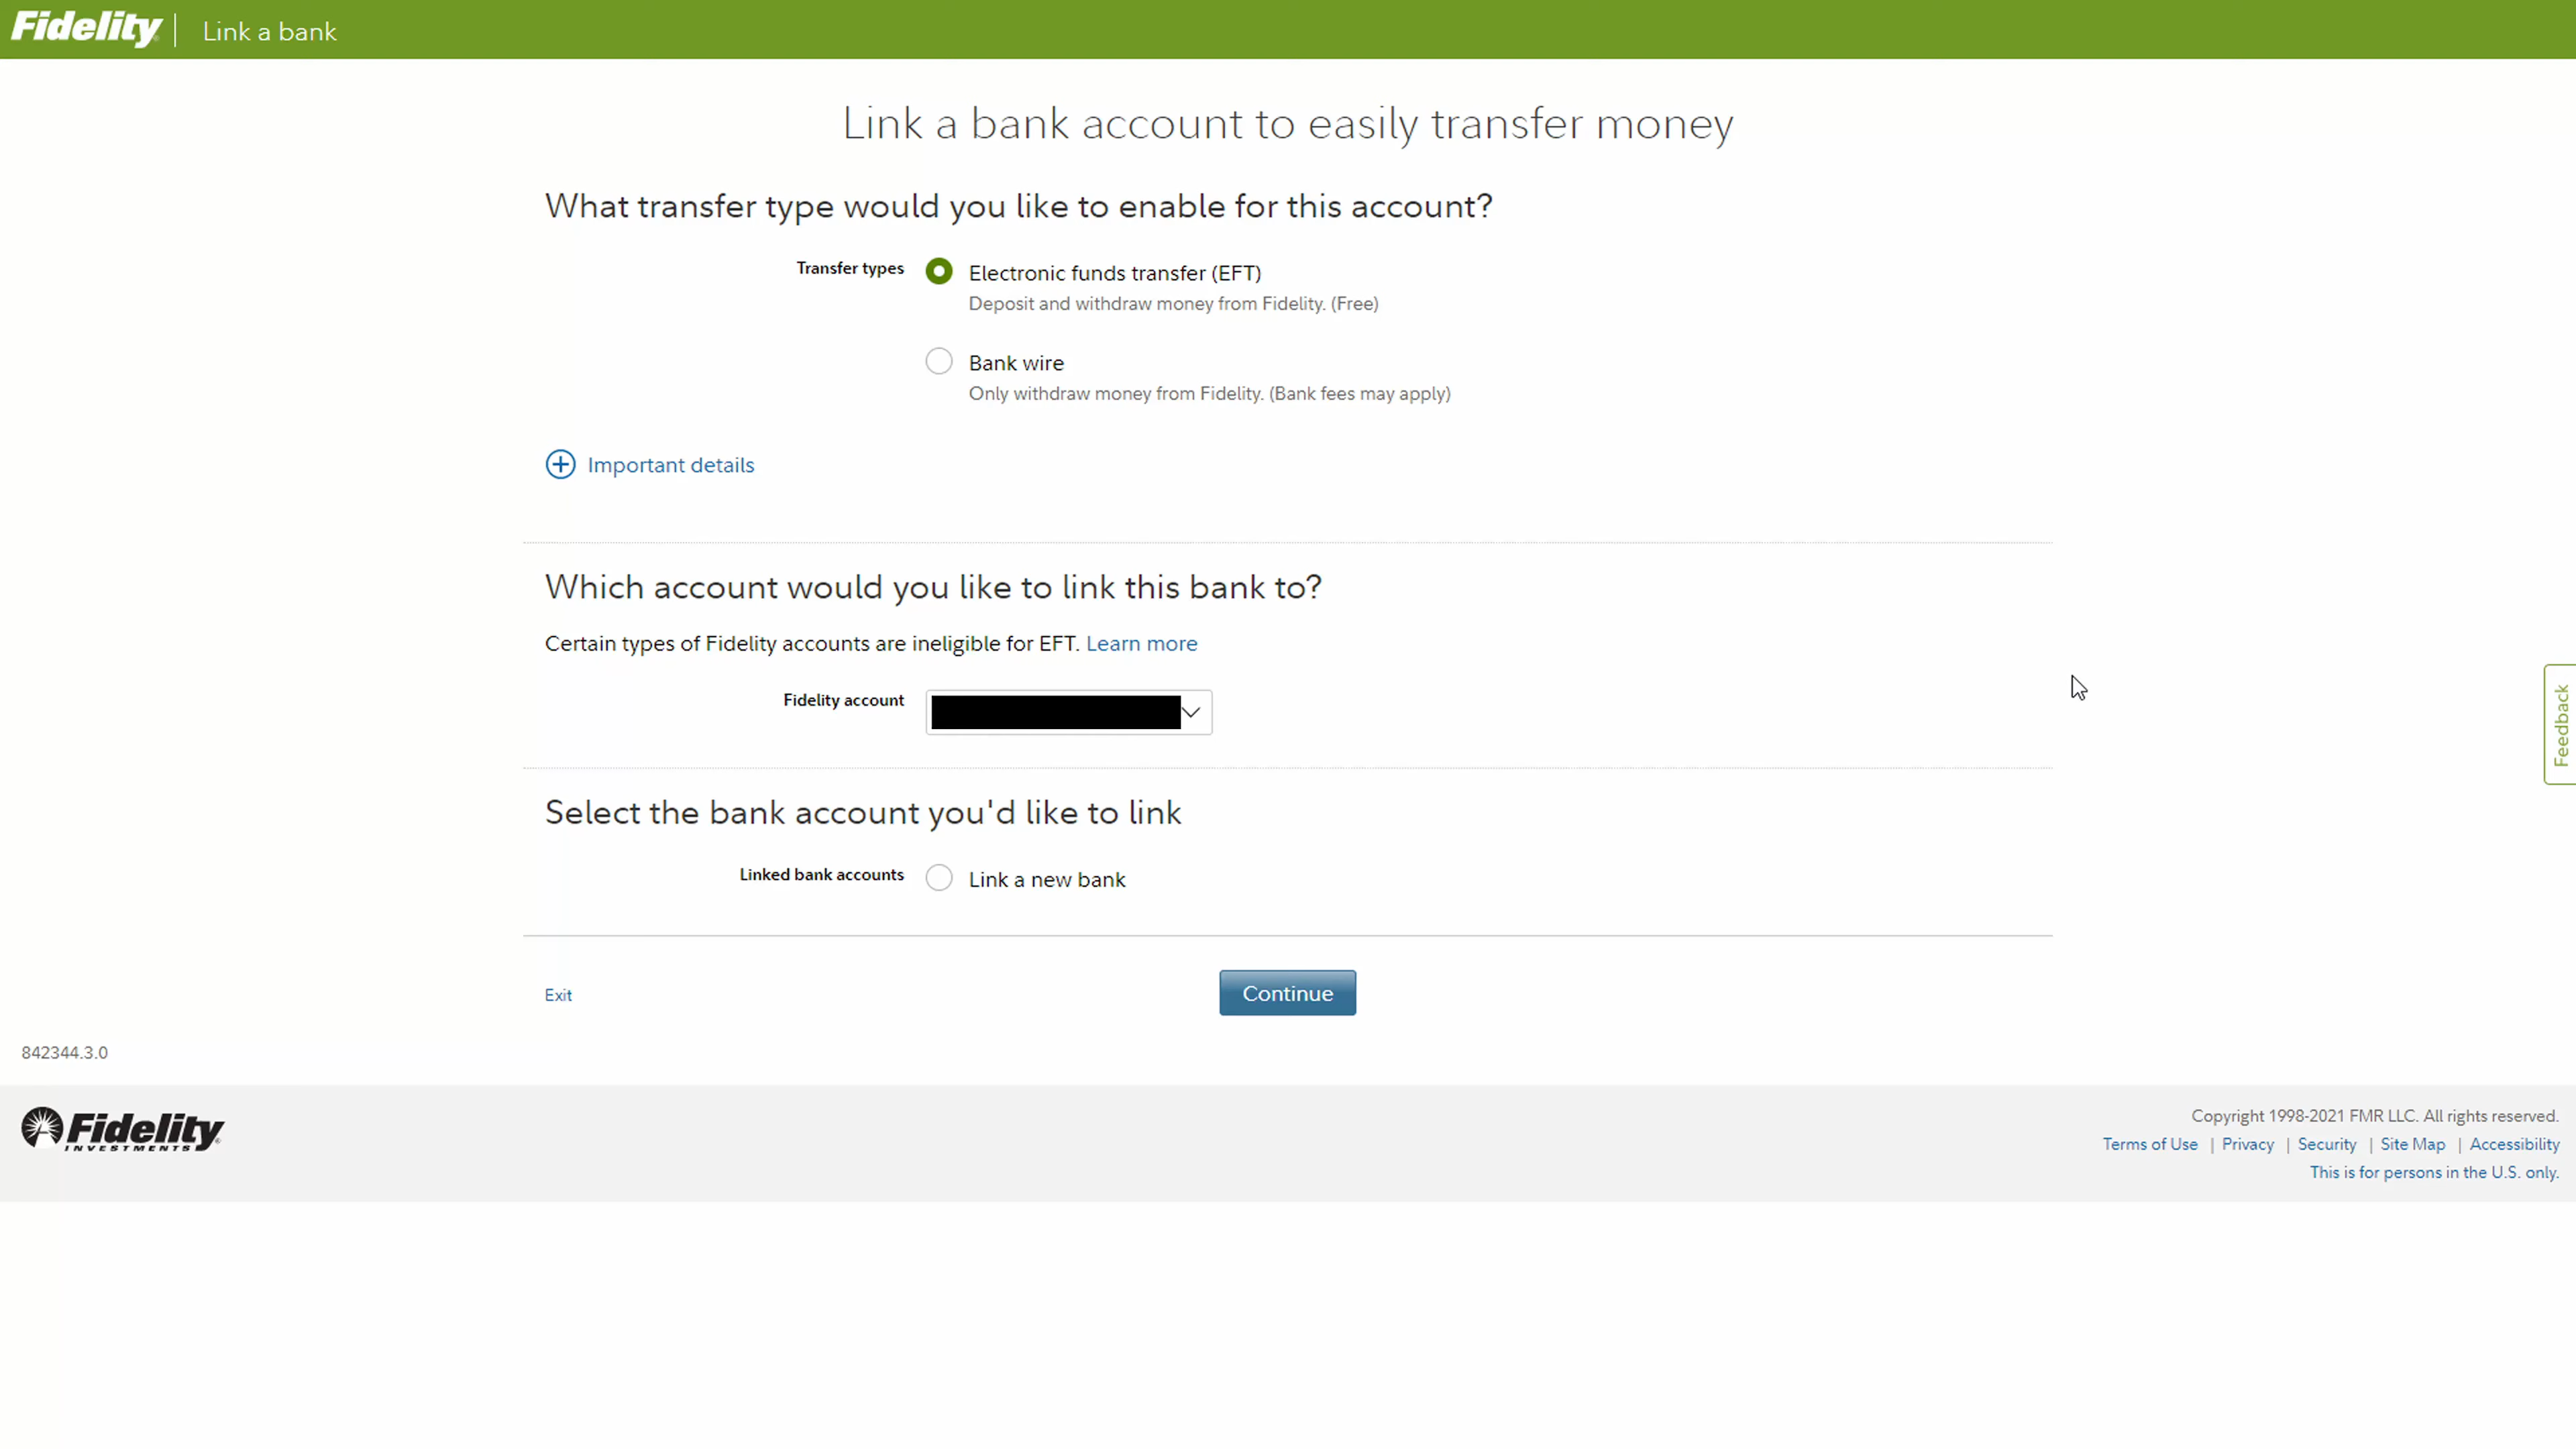 Fidelity
Link a bank
Link a bank account to easily transfer money
What transfer type would you like to enable for this account?
Transfer types
Electronic funds transfer (EFT)
Deposit and withdraw money from Fidelity. (Free)
Bank wire
Only withdraw money from Fidelity. (Bank fees may apply)
Important details
Which account would you like to link this bank to?
Certain types of Fidelity accounts are ineligible for EFT. Learn more
Fidelity account
Feedback
Select the bank account you'd like to link
Linked bank accounts
Link a new bank
Exit
Continue
842344.3.0
Fidelity
INVESTMENTS
Copyright 1998-2021 FMR LLC. All rights reserved.
Terms of Use | Privacy | Security | Site Map | Accessibility
This is for persons in the U.S. only.